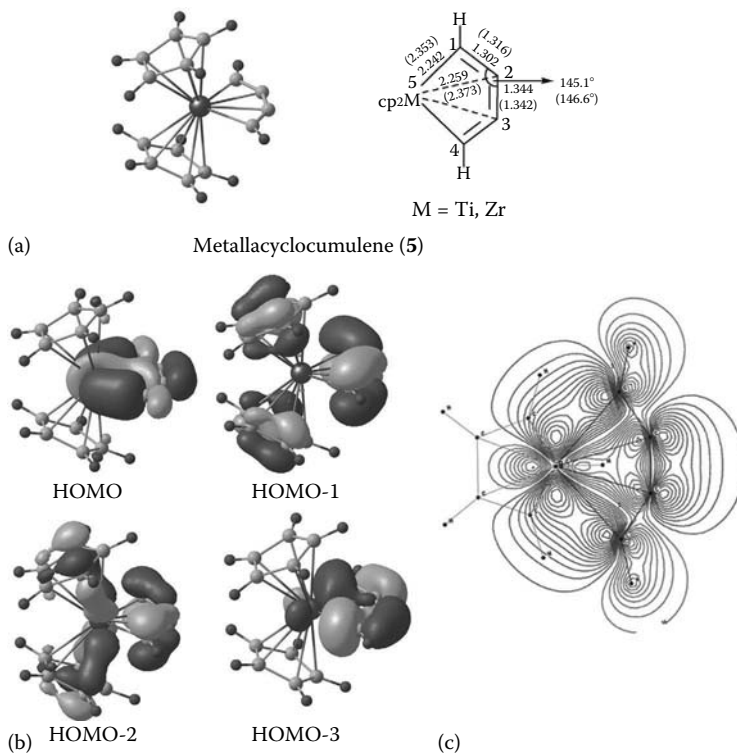 H
(2.353)
2.242
1
(1.316)
1.302
5
2
2.259
(2.373)
1.344
(1.342)
145.1°
(146.6°)
cp2M
3
4
H
M = Ti, Zr
(a)
Metallacyclocumulene (5)
HOMO
HOMO-1
HOMO-2
HOMO-3
(b)
(c)